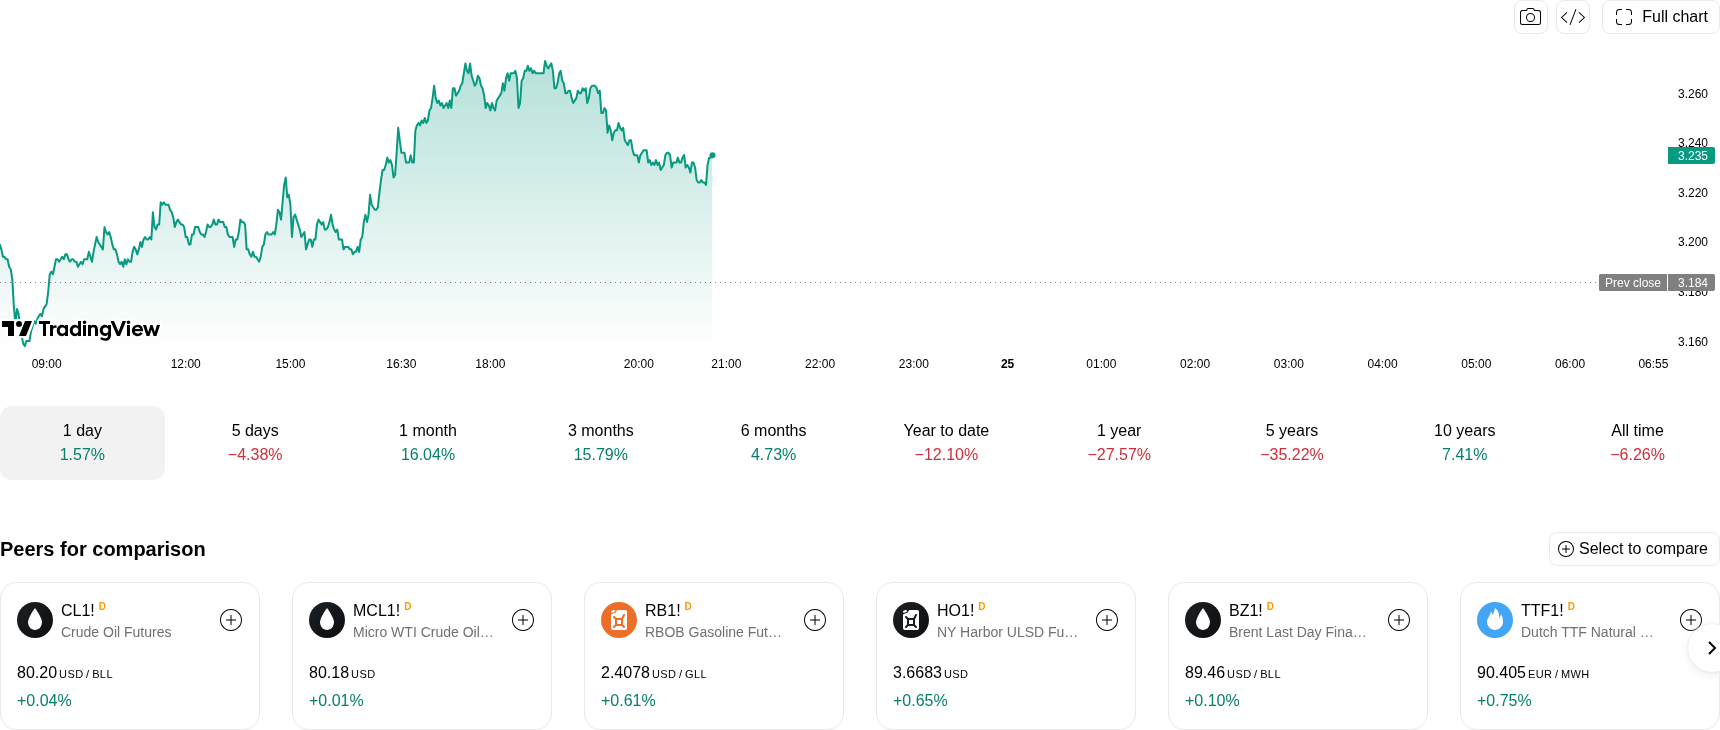 Full chart
3.260
3.240
3.235
3.220
3.200
Prev close 3.184
3.180
3.160
TradingView
09:00 12:00 15:00 16:30 18:00 20:00 21:00 22:00 23:00 25 01:00 02:00 03:00 04:00 05:00 06:00 06:55
1 day 5 days 1 month 3 months 6 months Year to date 1 year 5 years 10 years All time
1.57% −4.38% 16.04% 15.79% 4.73% −12.10% −27.57% −35.22% 7.41% −6.26%
Peers for comparison
Select to compare
CL1! D
Crude Oil Futures
80.20 USD / BLL
+0.04%
MCL1! D
Micro WTI Crude Oil…
80.18 USD
+0.01%
RB1! D
RBOB Gasoline Fut…
2.4078 USD / GLL
+0.61%
HO1! D
NY Harbor ULSD Fu…
3.6683 USD
+0.65%
BZ1! D
Brent Last Day Fina…
89.46 USD / BLL
+0.10%
TTF1! D
Dutch TTF Natural …
90.405 EUR / MWH
+0.75%